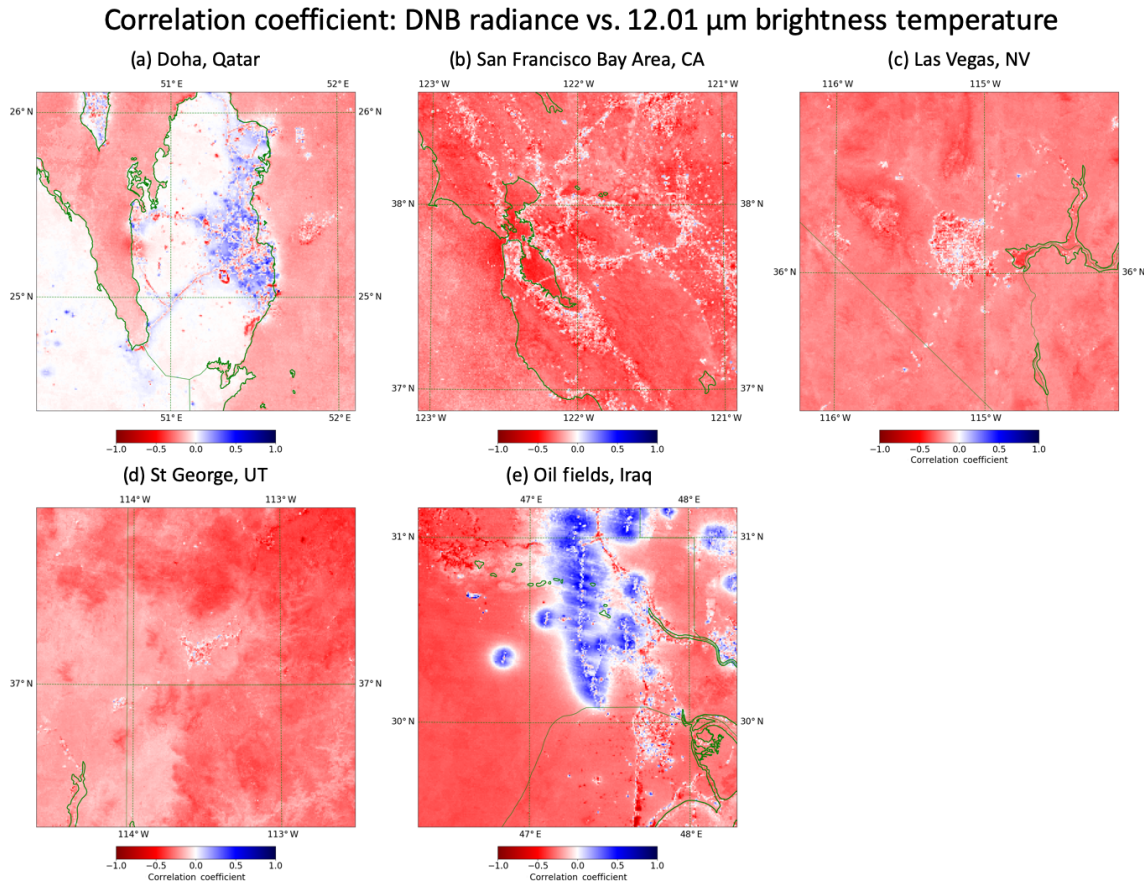 Correlation coefficient: DNB radiance vs. 12.01 µm brightness temperature
(a) Doha, Qatar
(b) San Francisco Bay Area, CA
(c) Las Vegas, NV
51°E 52°E
123°W 122°W 121°W
116°W 115°W
26°N 26°N
38°N 38°N
36°N 36°N
25°N 25°N
37°N 37°N
51°E 52°E
123°W 122°W 121°W
116°W 115°W
−1.0 −0.5 0.0 0.5 1.0
−1.0 −0.5 0.0 0.5 1.0
−1.0 −0.5 0.0 0.5 1.0
Correlation coefficient
(d) St George, UT
(e) Oil fields, Iraq
114°W 113°W
47°E 48°E
31°N 31°N
37°N 37°N
30°N 30°N
114°W 113°W
47°E 48°E
−1.0 −0.5 0.0 0.5 1.0
Correlation coefficient
−1.0 −0.5 0.0 0.5 1.0
Correlation coefficient